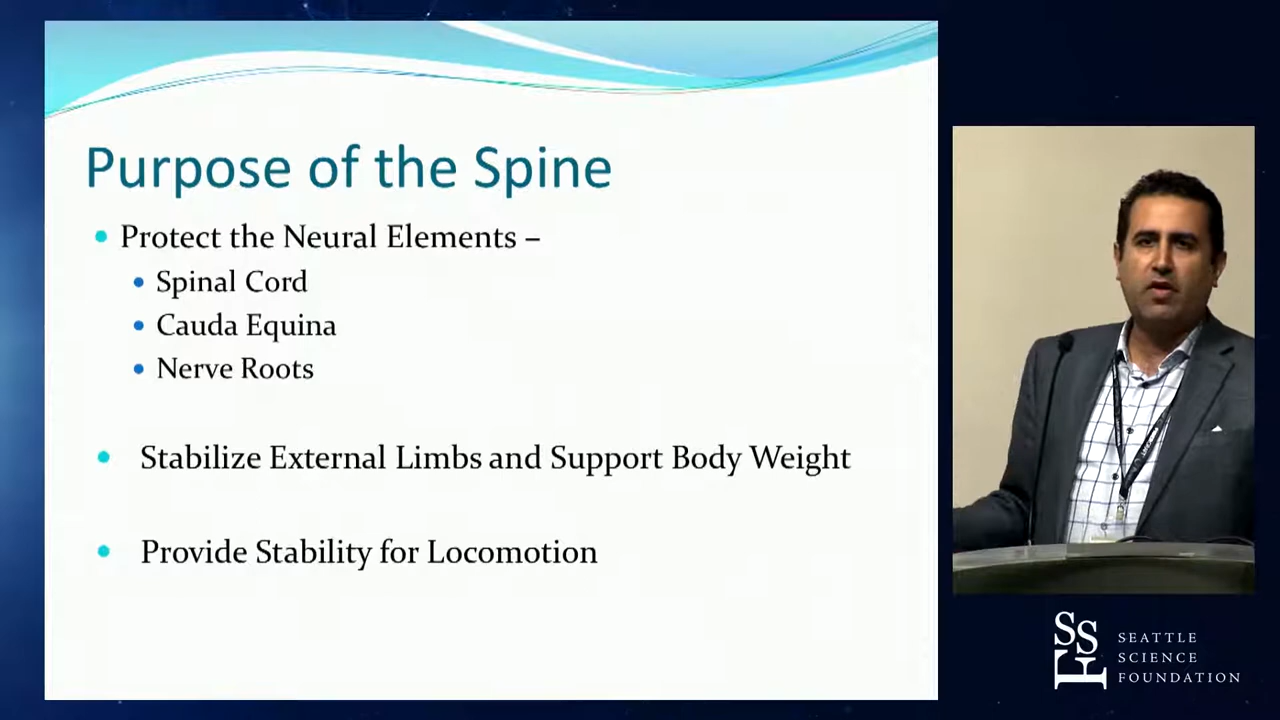 Purpose of the Spine
Protect the Neural Elements –
Spinal Cord
Cauda Equina
Nerve Roots
Stabilize External Limbs and Support Body Weight
Provide Stability for Locomotion
SSF
SEATTLE
SCIENCE
FOUNDATION